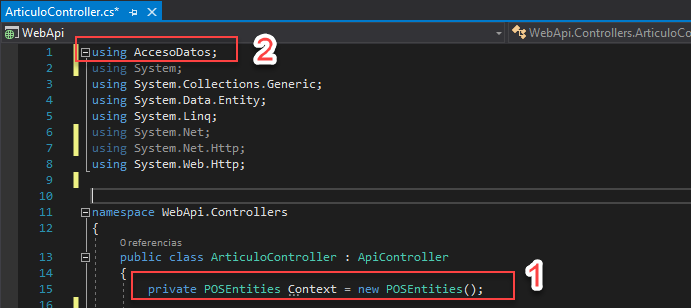 ArticuloController.cs*
WebApi
WebApi.Controllers.ArticuloCo
1 using AccesoDatos; 2
2 using System;
3 using System.Collections.Generic;
4 using System.Data.Entity;
5 using System.Linq;
6 using System.Net;
7 using System.Net.Http;
8 using System.Web.Http;
9
10
11 namespace WebApi.Controllers
12 {
0 referencias
13 public class ArticuloController : ApiController
14 {
15 private POSEntities Context = new POSEntities(); 1
16